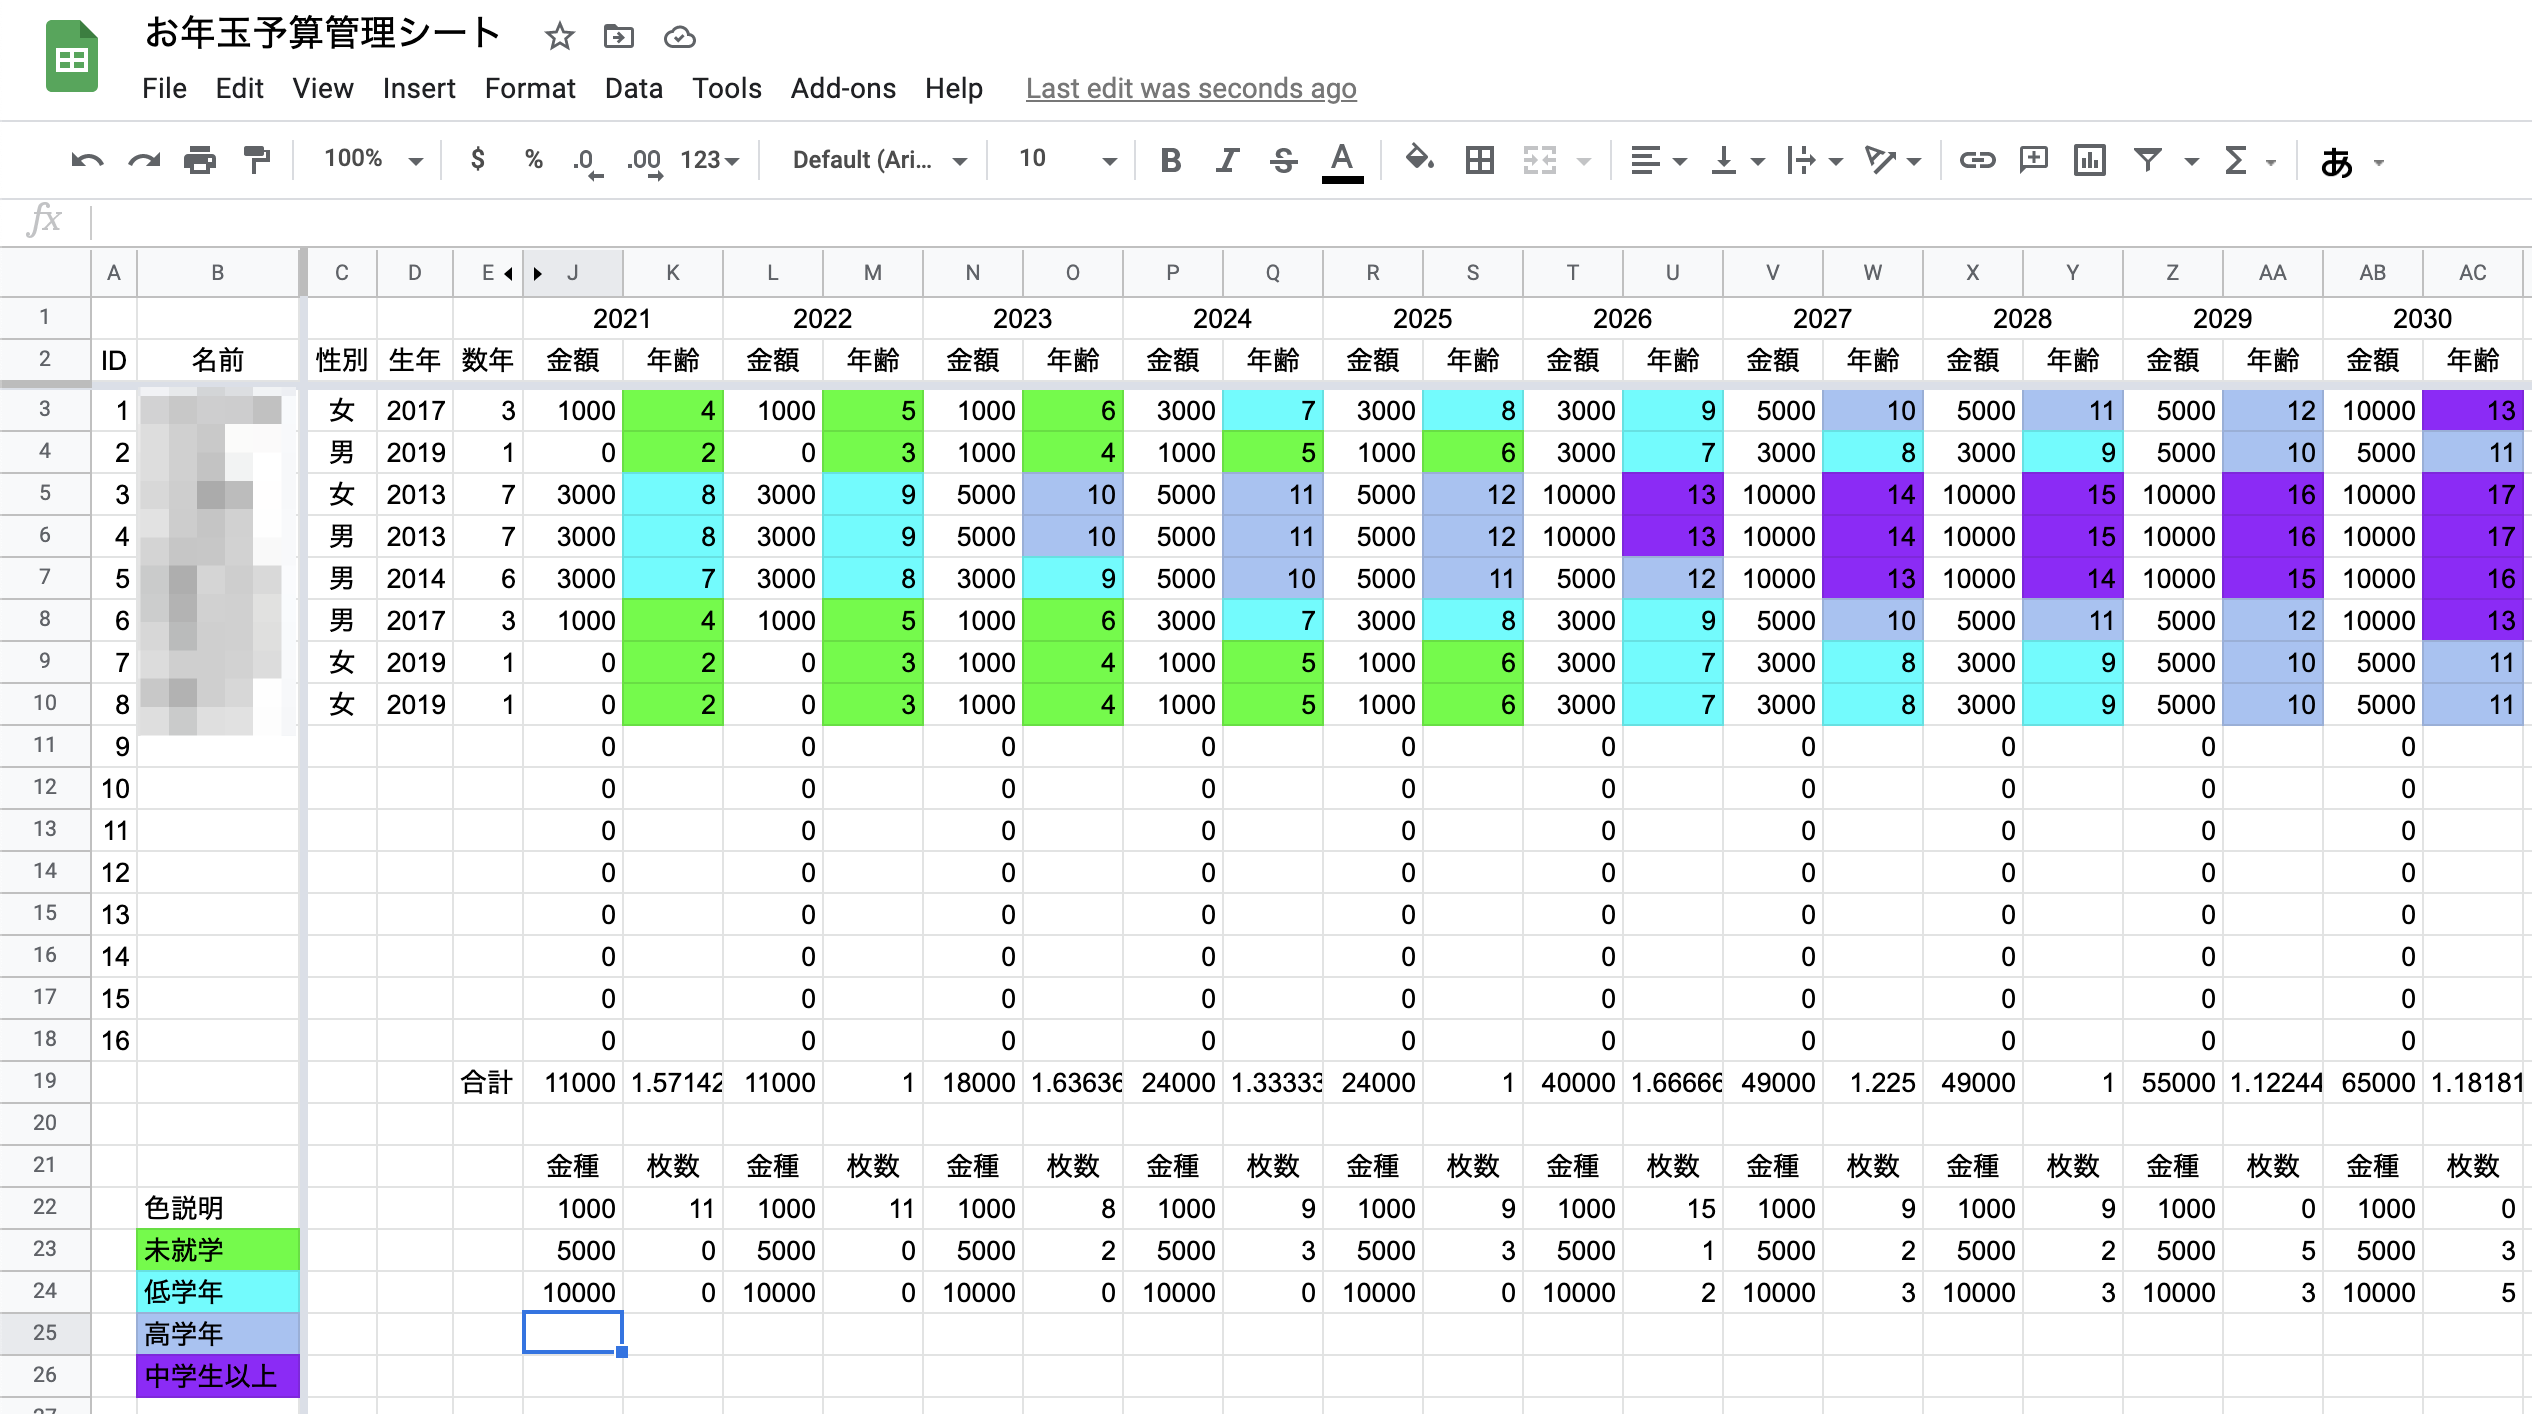 お年玉予算管理シート
File Edit View Insert Format Data Tools Add-ons Help Last edit was seconds ago
100% $ % .0 .00 123 Default (Ari... 10 B I S A Σ あ
fx
A B C D E J K L M N O P Q R S T U V W X Y Z AA AB AC
1 2021 2022 2023 2024 2025 2026 2027 2028 2029 2030
2 ID 名前 性別 生年 数年 金額 年齢 金額 年齢 金額 年齢 金額 年齢 金額 年齢 金額 年齢 金額 年齢 金額 年齢 金額 年齢 金額 年齢
3 1 女 2017 3 1000 4 1000 5 1000 6 3000 7 3000 8 3000 9 5000 10 5000 11 5000 12 10000 13
4 2 男 2019 1 0 2 0 3 1000 4 1000 5 1000 6 3000 7 3000 8 3000 9 5000 10 5000 11
5 3 女 2013 7 3000 8 3000 9 5000 10 5000 11 5000 12 10000 13 10000 14 10000 15 10000 16 10000 17
6 4 男 2013 7 3000 8 3000 9 5000 10 5000 11 5000 12 10000 13 10000 14 10000 15 10000 16 10000 17
7 5 男 2014 6 3000 7 3000 8 3000 9 5000 10 5000 11 5000 12 10000 13 10000 14 10000 15 10000 16
8 6 男 2017 3 1000 4 1000 5 1000 6 3000 7 3000 8 3000 9 5000 10 5000 11 5000 12 10000 13
9 7 女 2019 1 0 2 0 3 1000 4 1000 5 1000 6 3000 7 3000 8 3000 9 5000 10 5000 11
10 8 女 2019 1 0 2 0 3 1000 4 1000 5 1000 6 3000 7 3000 8 3000 9 5000 10 5000 11
11 9 0 0 0 0 0 0 0 0 0 0
12 10 0 0 0 0 0 0 0 0 0 0
13 11 0 0 0 0 0 0 0 0 0 0
14 12 0 0 0 0 0 0 0 0 0 0
15 13 0 0 0 0 0 0 0 0 0 0
16 14 0 0 0 0 0 0 0 0 0 0
17 15 0 0 0 0 0 0 0 0 0 0
18 16 0 0 0 0 0 0 0 0 0 0
19 合計 11000 1.57142 11000 1 18000 1.63636 24000 1.33333 24000 1 40000 1.66666 49000 1.225 49000 1 55000 1.12244 65000 1.18181
20
21 金種 枚数 金種 枚数 金種 枚数 金種 枚数 金種 枚数 金種 枚数 金種 枚数 金種 枚数 金種 枚数 金種 枚数
22 色説明 1000 11 1000 11 1000 8 1000 9 1000 9 1000 15 1000 9 1000 9 1000 0 1000 0
23 未就学 5000 0 5000 0 5000 2 5000 3 5000 3 5000 1 5000 2 5000 2 5000 5 5000 3
24 低学年 10000 0 10000 0 10000 0 10000 0 10000 0 10000 2 10000 3 10000 3 10000 3 10000 5
25 高学年
26 中学生以上
27